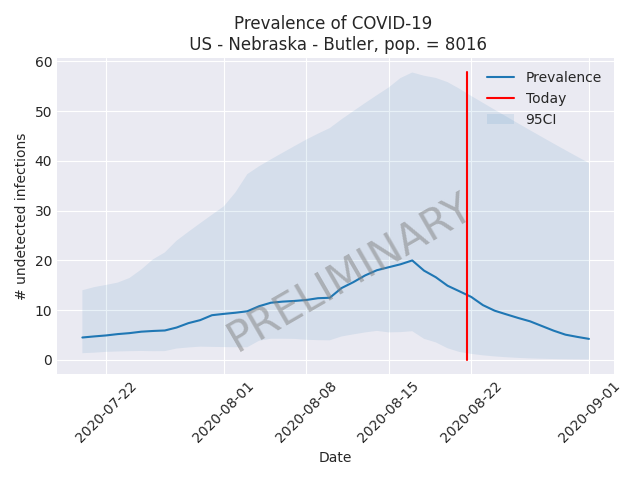 Prevalence of COVID-19
US - Nebraska - Butler, pop. = 8016
60
50
40
30
20
10
0
# undetected infections
Prevalence
Today
95CI
PRELIMINARY
2020-07-22
2020-08-01
2020-08-08
2020-08-15
2020-08-22
2020-09-01
Date